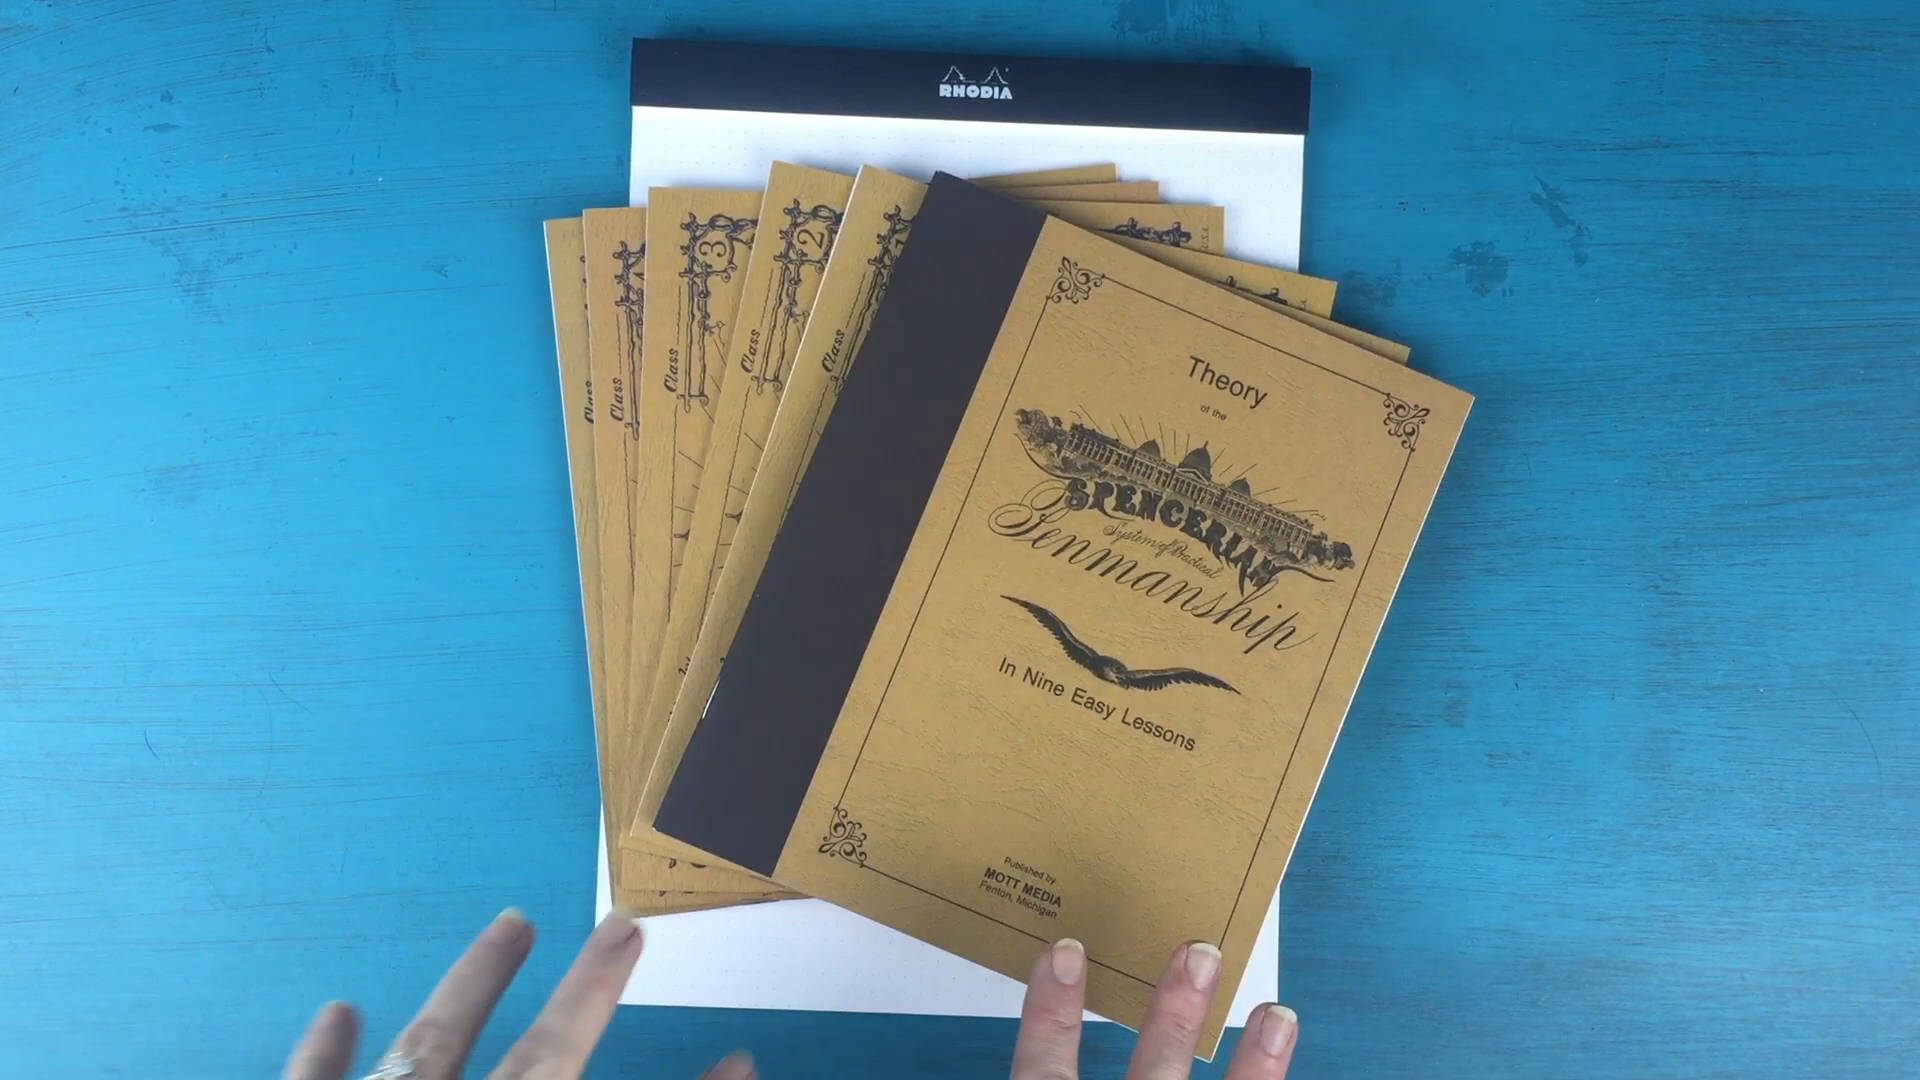 RHODIA
3
2
1
Class
Class
Class
Class
Class
U.S.A.
Theory
of the
SPENCERIAN
System of Practical
Penmanship
In Nine Easy Lessons
Published by
MOTT MEDIA
Fenton, Michigan